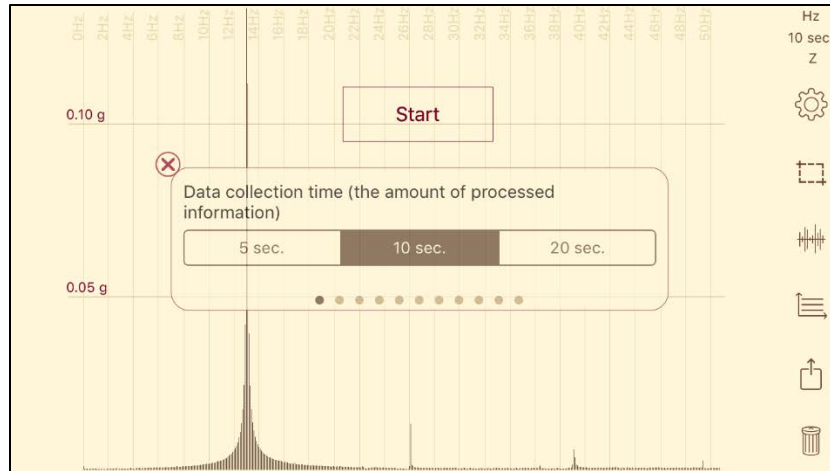 0Hz 2Hz 4Hz 6Hz 8Hz 10Hz 12Hz 14Hz 16Hz 18Hz 20Hz 22Hz 24Hz 26Hz 28Hz 30Hz 32Hz 34Hz 36Hz 38Hz 40Hz 42Hz 44Hz 46Hz 48Hz 50Hz
Hz
10 sec
Z
0.10 g
Start
Data collection time (the amount of processed
information)
5 sec. 10 sec. 20 sec.
0.05 g